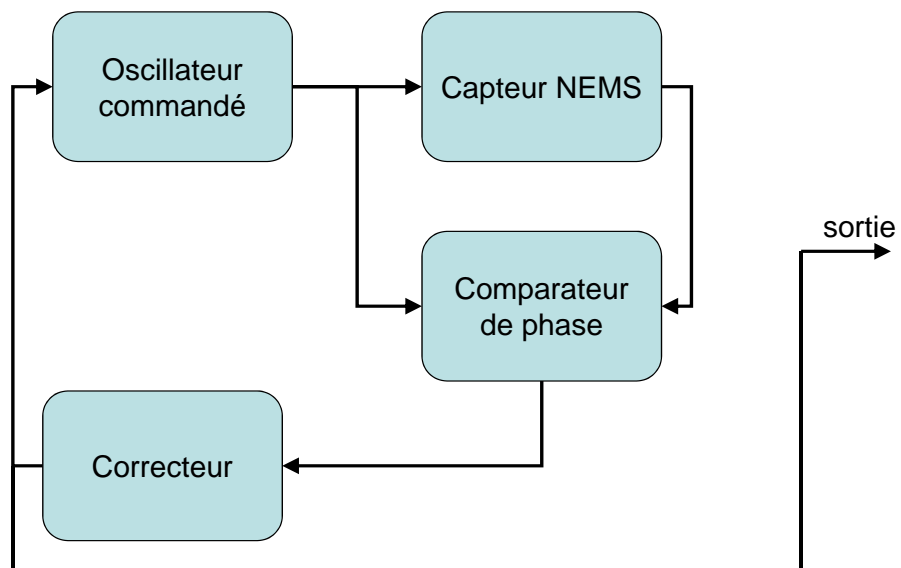 Oscillateur
commandé
Capteur NEMS
sortie
Comparateur
de phase
Correcteur